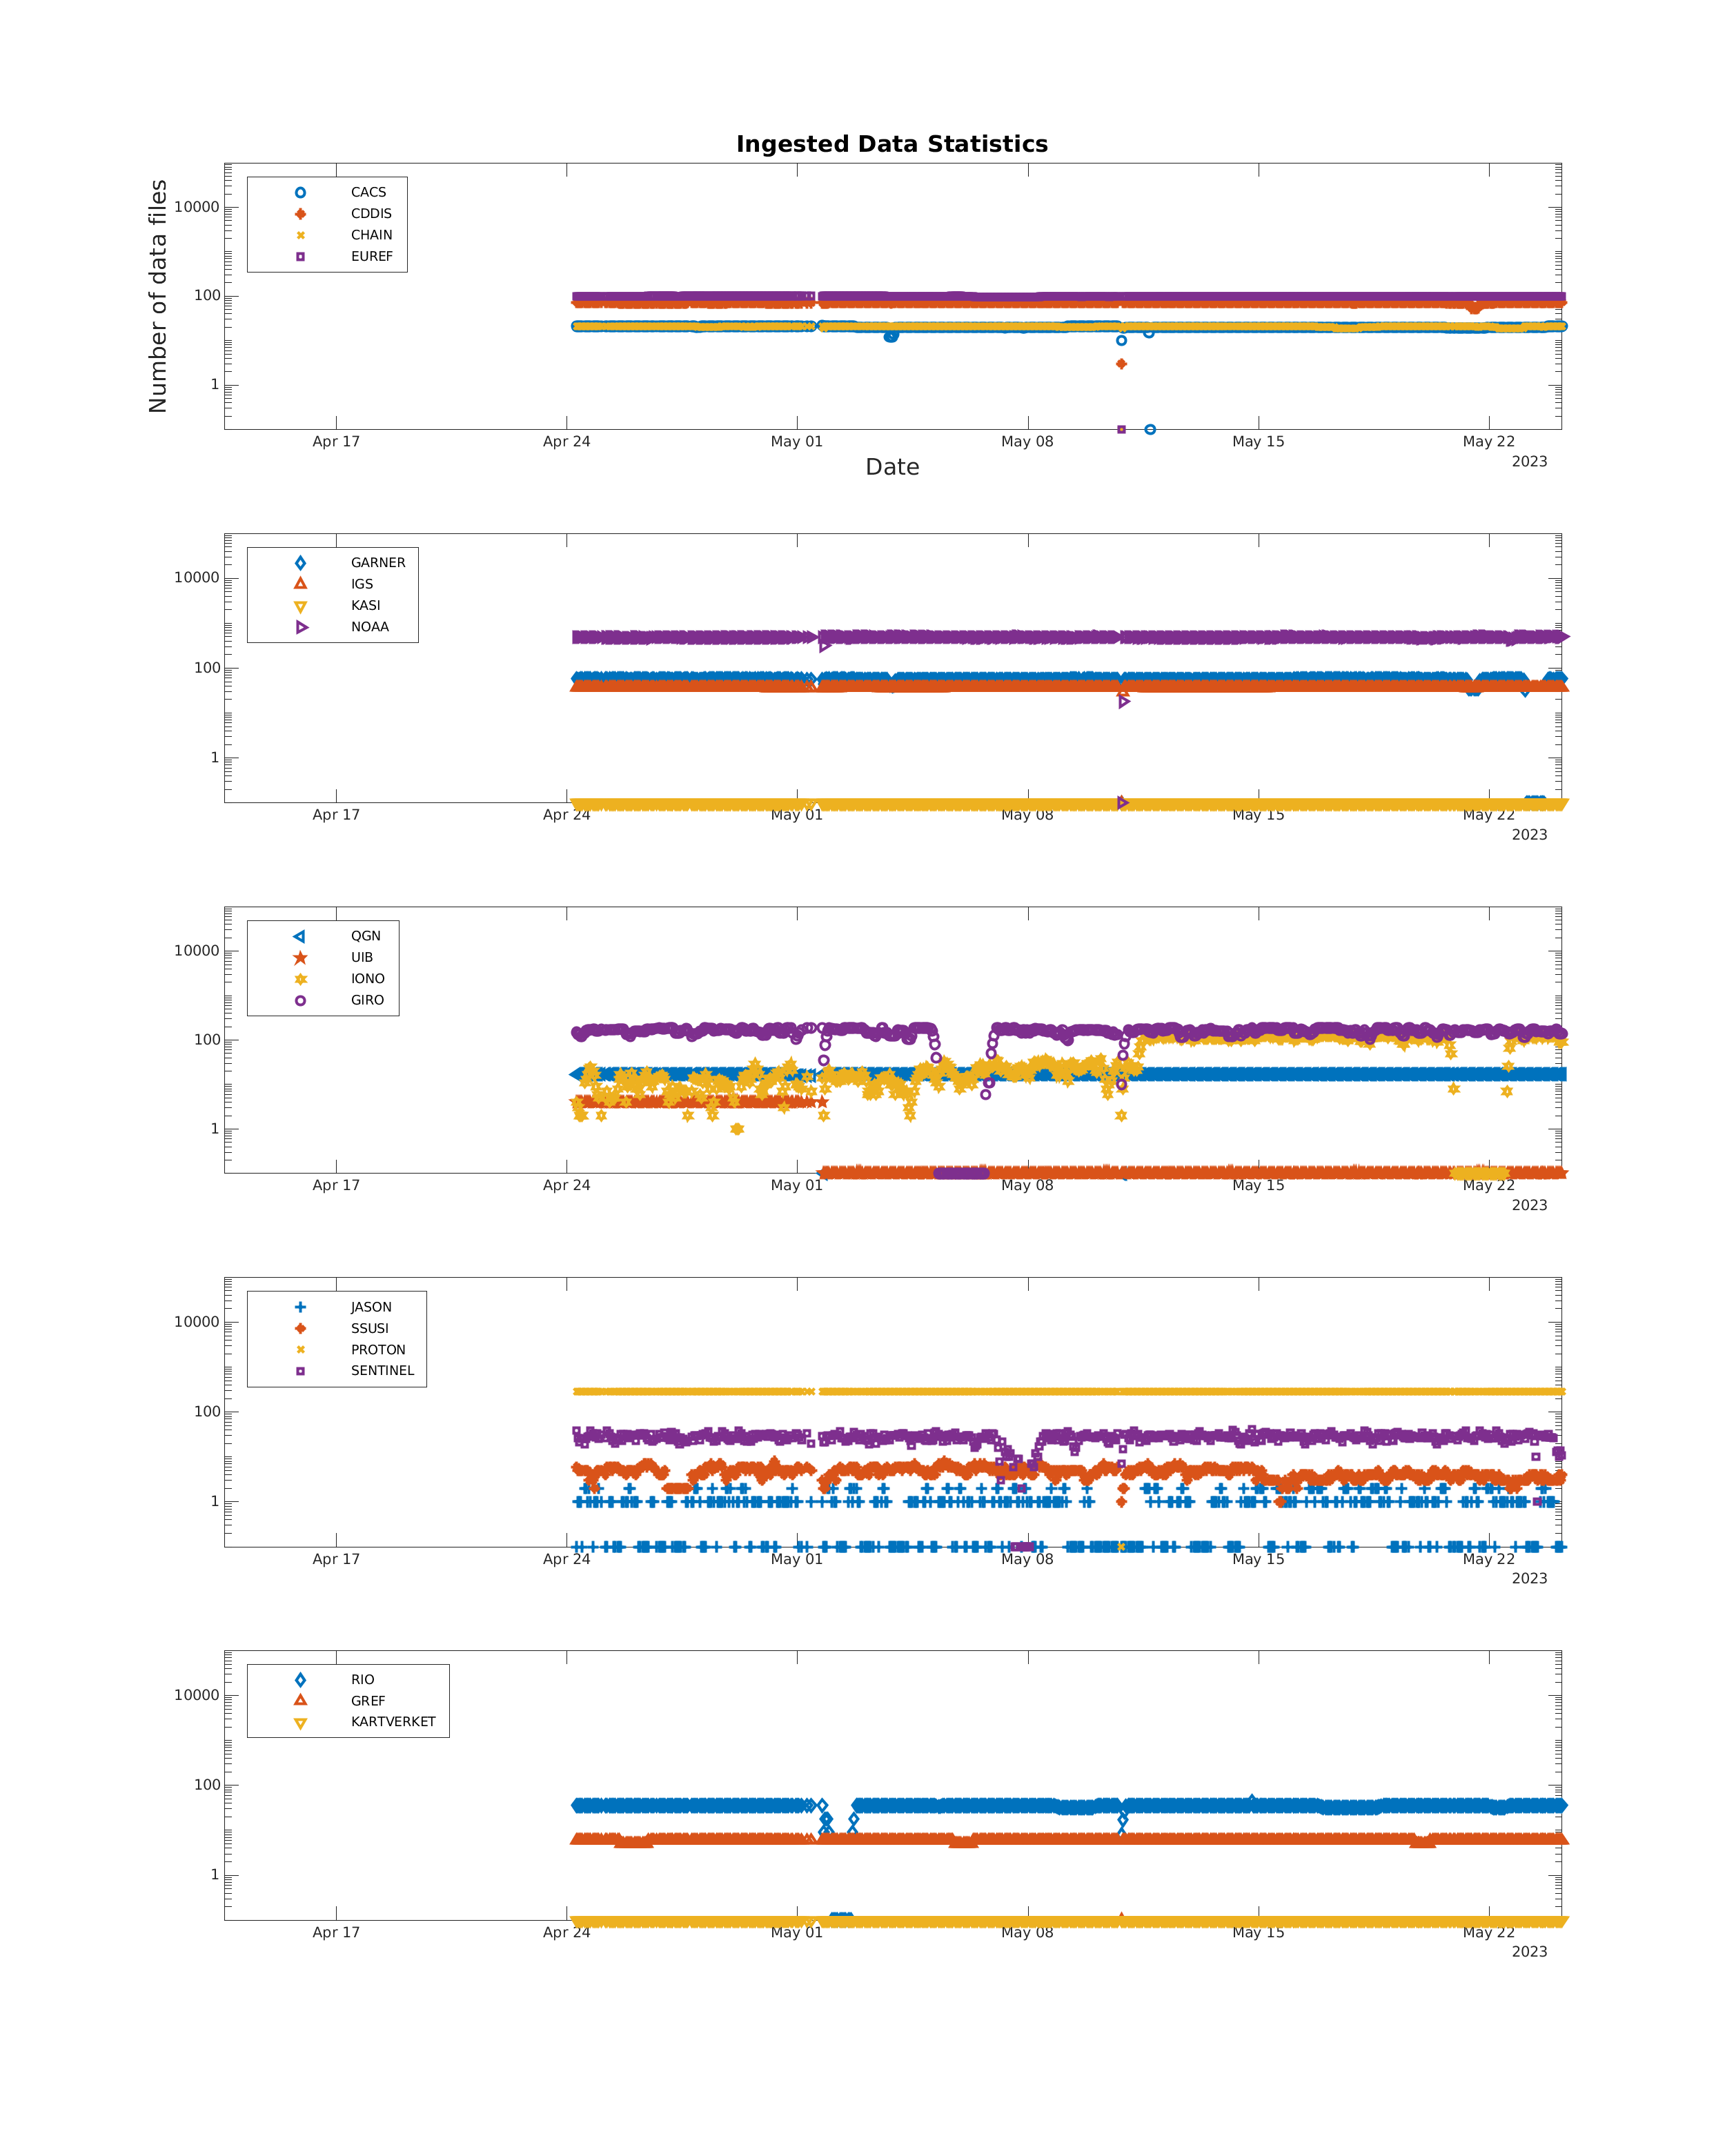 Ingested Data Statistics
Number of data files
CACS
CDDIS
CHAIN
EUREF
10000
100
1
Apr 17 Apr 24 May 01 May 08 May 15 May 22
2023
Date
GARNER
IGS
KASI
NOAA
10000
100
1
Apr 17 Apr 24 May 01 May 08 May 15 May 22
2023
QGN
UIB
IONO
GIRO
10000
100
1
Apr 17 Apr 24 May 01 May 08 May 15 May 22
2023
JASON
SSUSI
PROTON
SENTINEL
10000
100
1
Apr 17 Apr 24 May 01 May 08 May 15 May 22
2023
RIO
GREF
KARTVERKET
10000
100
1
Apr 17 Apr 24 May 01 May 08 May 15 May 22
2023